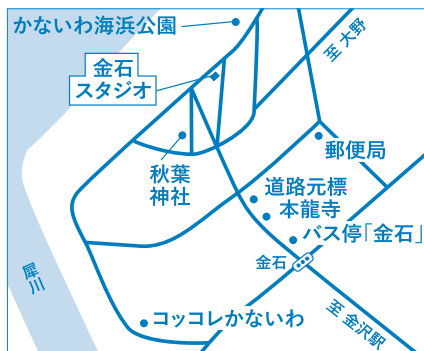 かないわ海浜公園
至 大野
金石
スタジオ
郵便局
秋葉
神社
道路元標
本龍寺
バス停「金石」
金石
犀川
至 金沢駅
コッコレかないわ